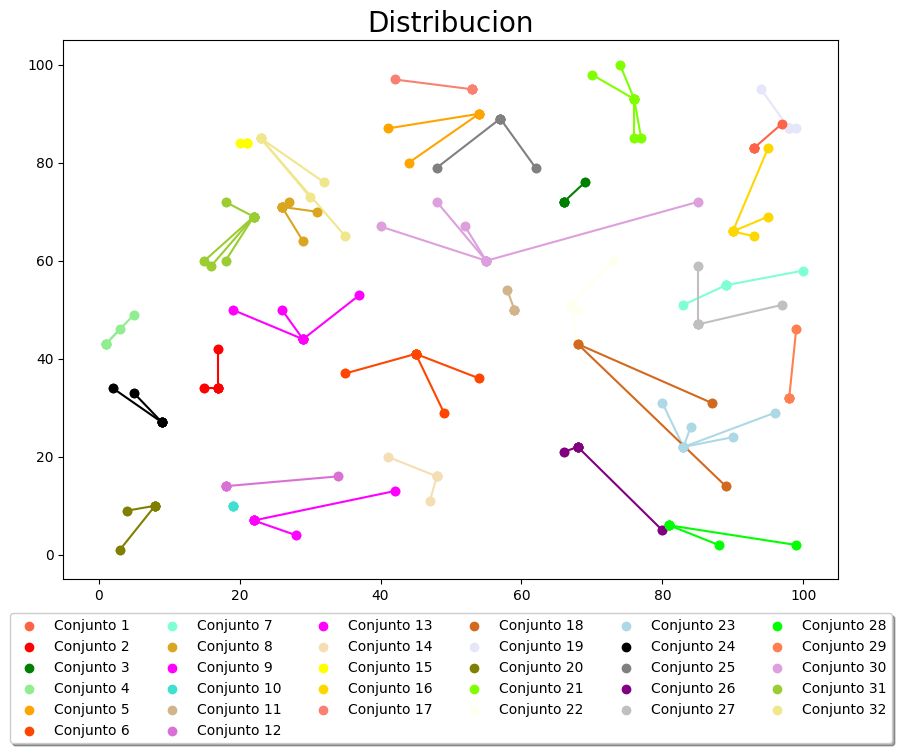 Distribucion
100
80
60
40
20
0
0 20 40 60 80 100
Conjunto 1 Conjunto 7 Conjunto 13 Conjunto 18 Conjunto 23 Conjunto 28
Conjunto 2 Conjunto 8 Conjunto 14 Conjunto 19 Conjunto 24 Conjunto 29
Conjunto 3 Conjunto 9 Conjunto 15 Conjunto 20 Conjunto 25 Conjunto 30
Conjunto 4 Conjunto 10 Conjunto 16 Conjunto 21 Conjunto 26 Conjunto 31
Conjunto 5 Conjunto 11 Conjunto 17 Conjunto 22 Conjunto 27 Conjunto 32
Conjunto 6 Conjunto 12